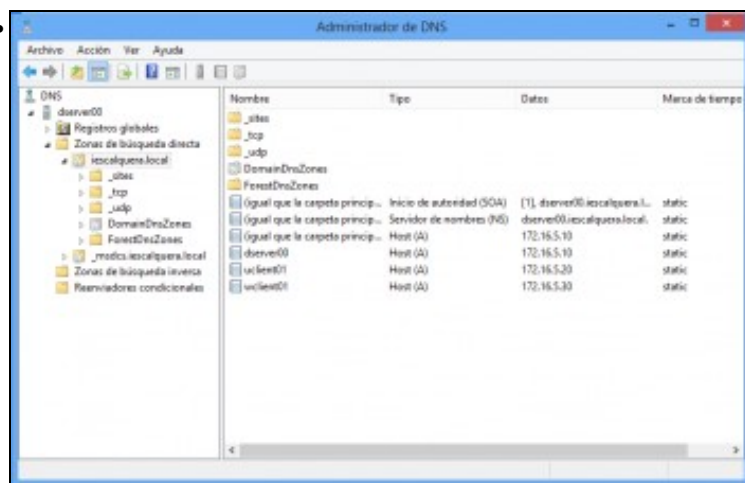 Administrador de DNS
Archivo Acción Ver Ayuda
DNS
dserver00
Registros globales
Zonas de búsqueda directa
iescalquera.local
_sites
_tcp
_udp
DomainDnsZones
ForestDnsZones
_msdcs.iescalquera.local
Zonas de búsqueda inversa
Reenviadores condicionales
Nombre Tipo Datos Marca de tiempo
_sites
_tcp
_udp
DomainDnsZones
ForestDnsZones
(igual que la carpeta princip... Inicio de autoridad (SOA) [1], dserver00.iescalquera.l... static
(igual que la carpeta princip... Servidor de nombres (NS) dserver00.iescalquera.local. static
(igual que la carpeta princip... Host (A) 172.16.5.10 static
dserver00 Host (A) 172.16.5.10 static
uclient01 Host (A) 172.16.5.20 static
wclient01 Host (A) 172.16.5.30 static